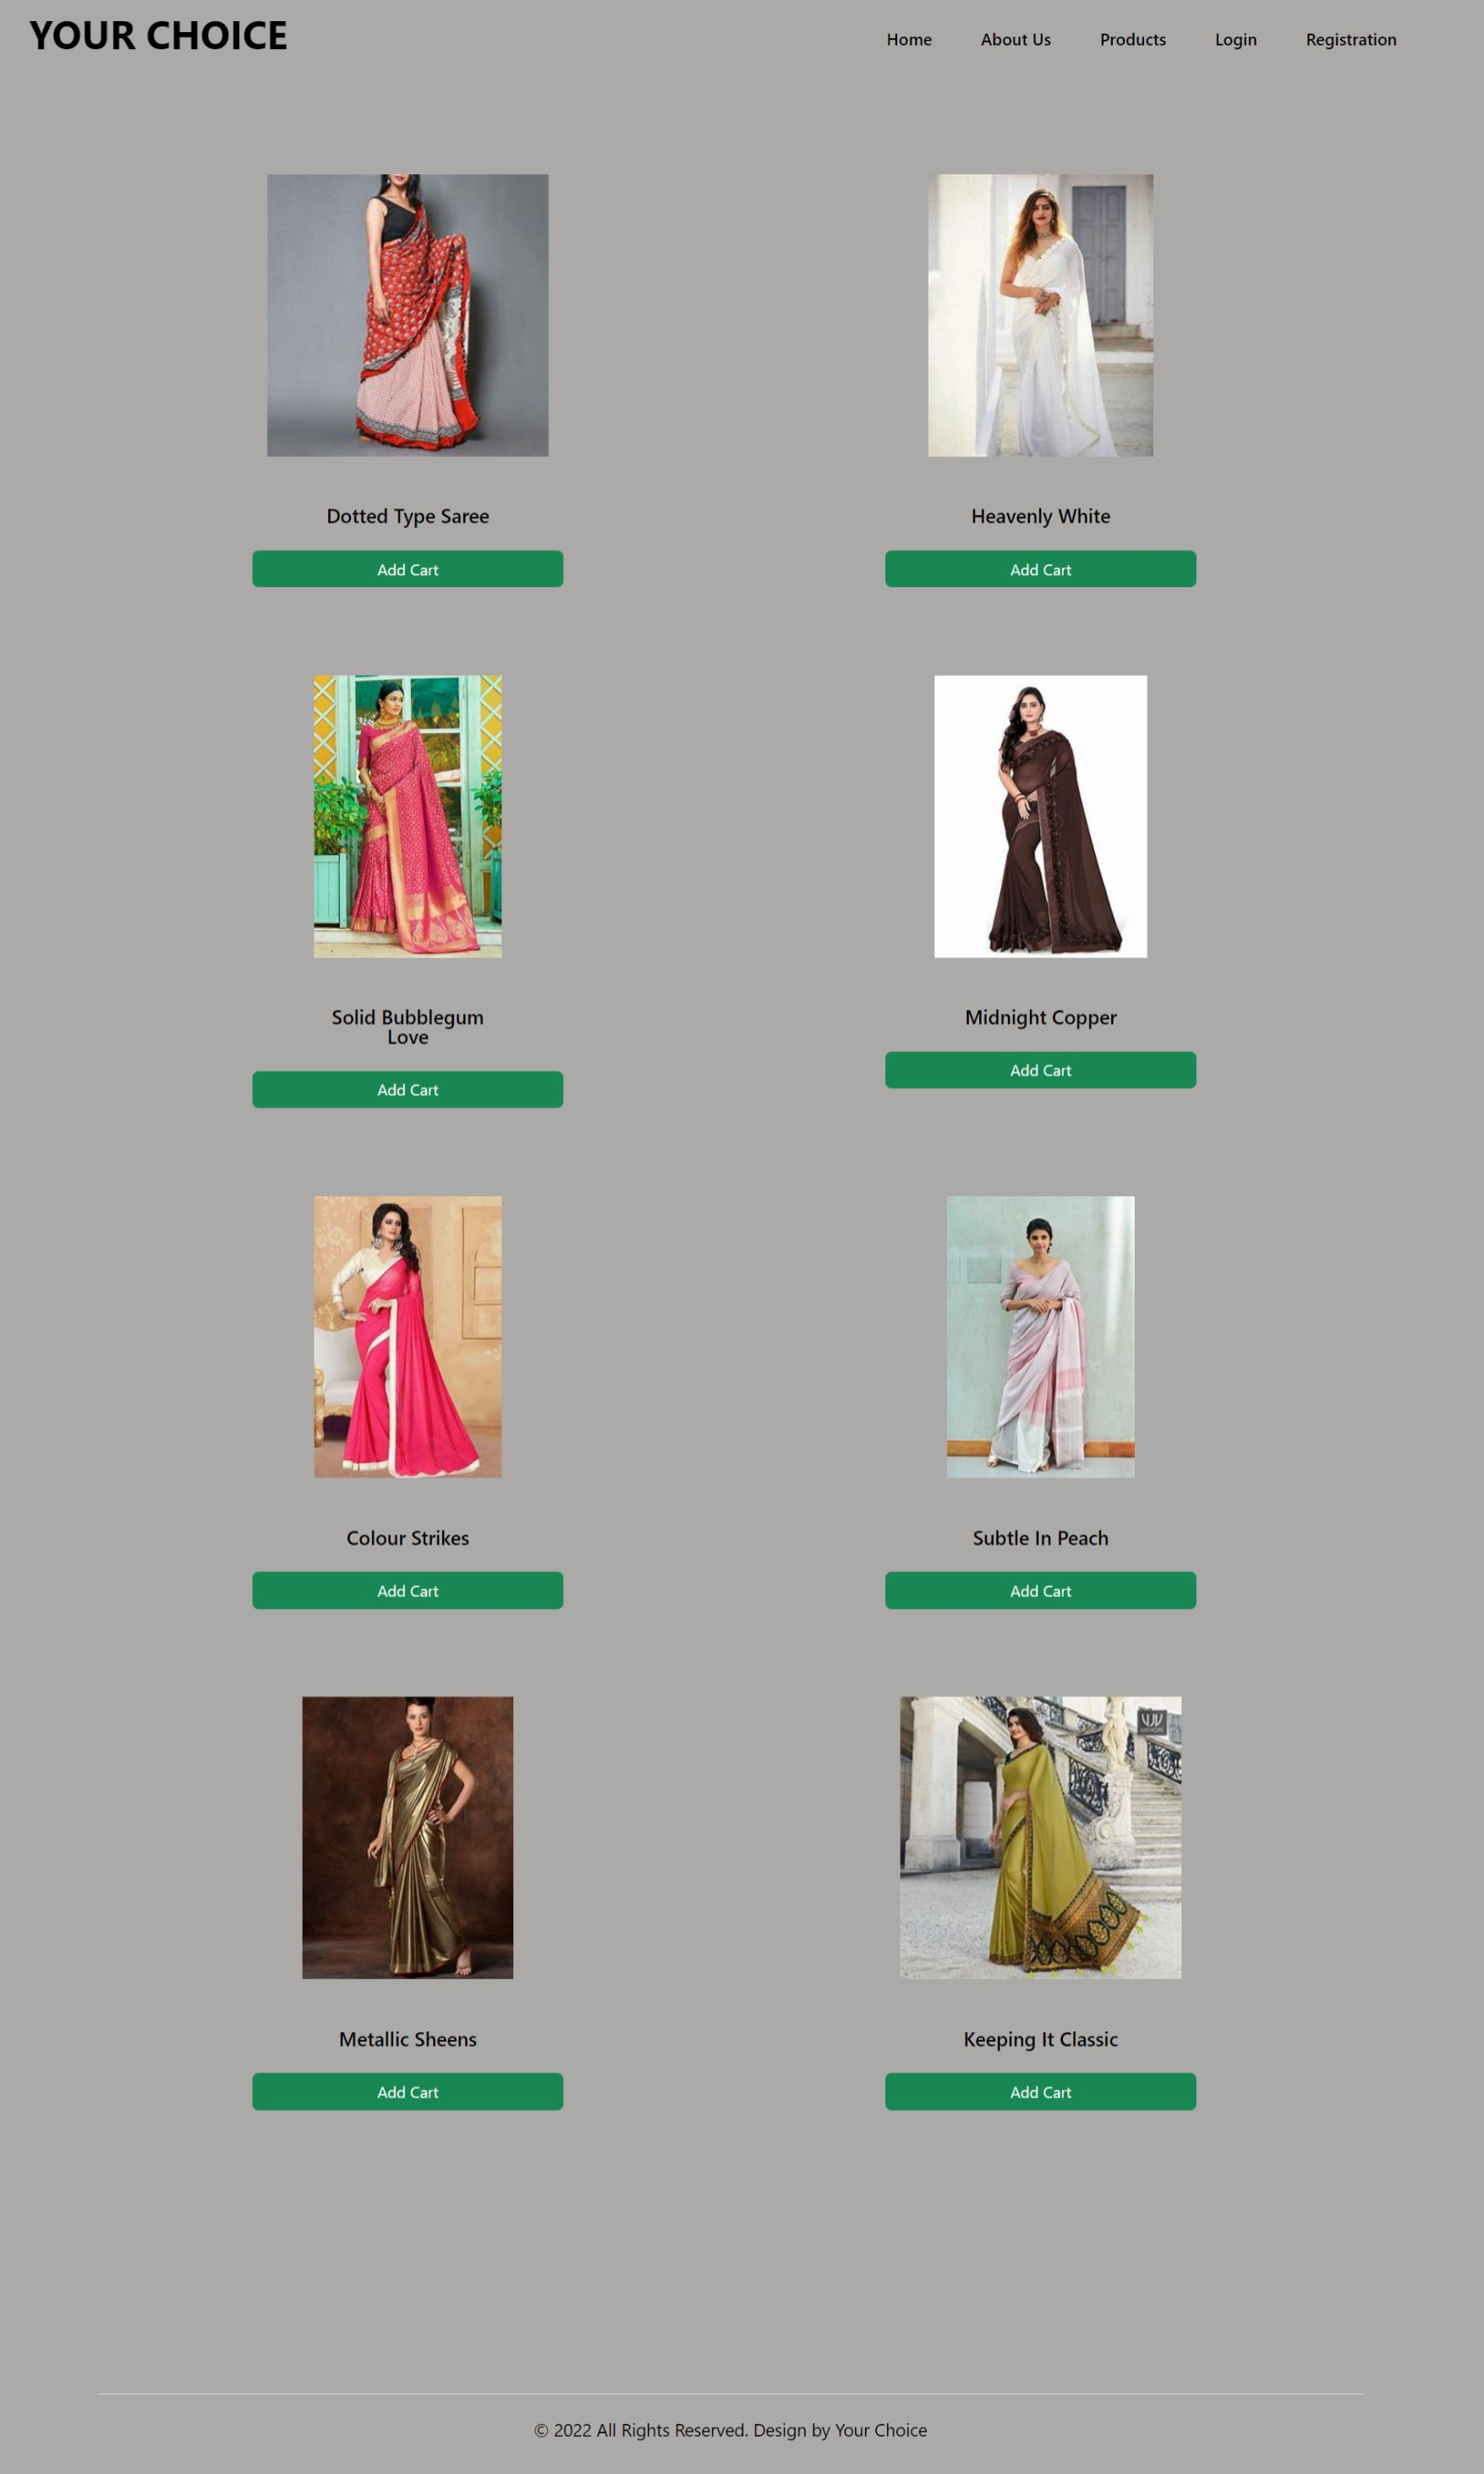 YOUR CHOICE
Home About Us Products Login Registration
Dotted Type Saree
Heavenly White
Add Cart
Add Cart
Solid Bubblegum
Love
Midnight Copper
Add Cart
Add Cart
Colour Strikes
Subtle In Peach
Add Cart
Add Cart
Metallic Sheens
Keeping It Classic
Add Cart
Add Cart
© 2022 All Rights Reserved. Design by Your Choice